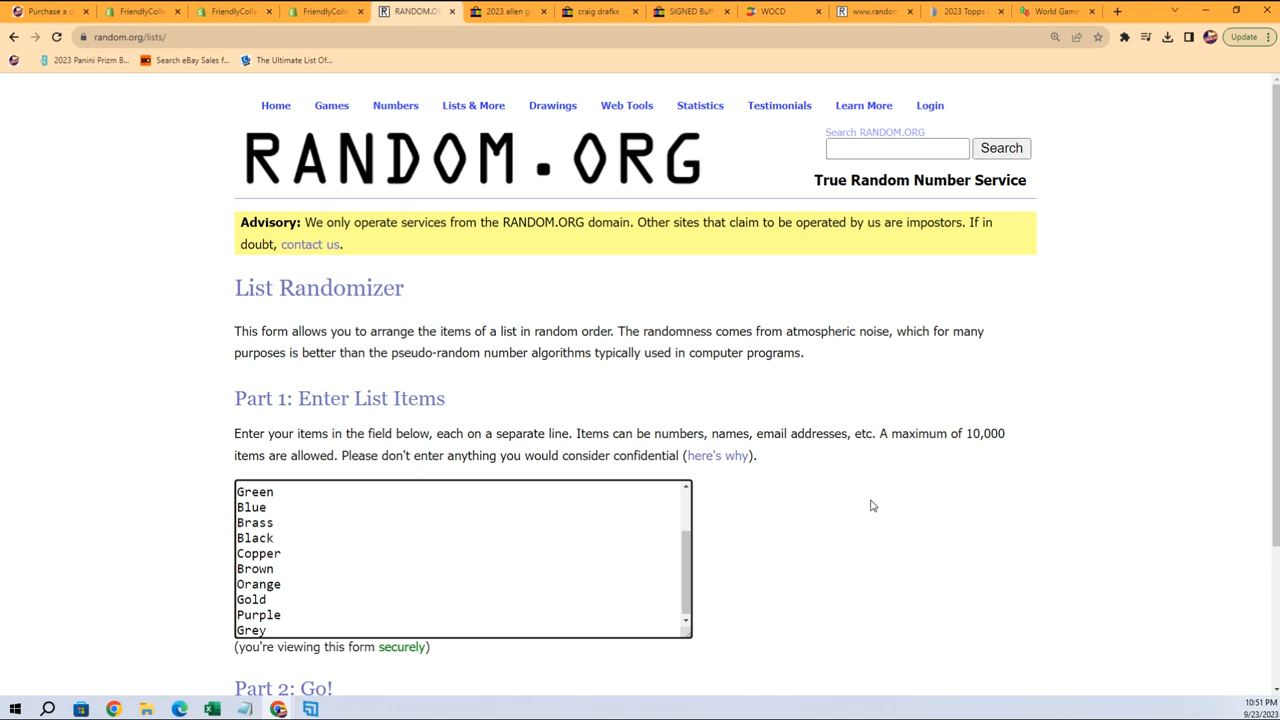 FriendlyColle
FriendlyColle
FriendlyColle
RANDOM.O
2023 allen g
craig drafke
SIGNED Buf
WOCD
www.random
2023 Topps
World Game
Purchase a
random.org/lists/
Update
2023 Panini Prizm B...
Search eBay Sales f...
The Ultimate List Of...
Home Games Numbers Lists & More Drawings Web Tools Statistics Testimonials Learn More Login
RANDOM.ORG
Search RANDOM.ORG
Search
True Random Number Service
Advisory: We only operate services from the RANDOM.ORG domain. Other sites that claim to be operated by us are impostors. If in
doubt, contact us.
List Randomizer
This form allows you to arrange the items of a list in random order. The randomness comes from atmospheric noise, which for many
purposes is better than the pseudo-random number algorithms typically used in computer programs.
Part 1: Enter List Items
Enter your items in the field below, each on a separate line. Items can be numbers, names, email addresses, etc. A maximum of 10,000
items are allowed. Please don't enter anything you would consider confidential (here's why).
Green
Blue
Brass
Black
Copper
Brown
Orange
Gold
Purple
Grey
(you're viewing this form securely)
Part 2: Go!
10:51 PM
9/23/2023